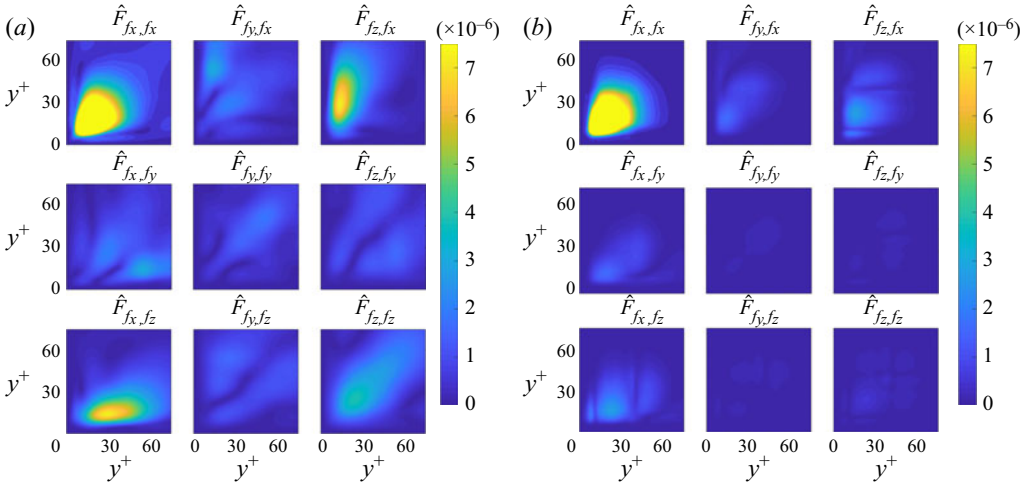 (a)
F̂fx,fx F̂fy,fx F̂fz,fx (×10–6)
60
y+ 30
0
F̂fx,fy F̂fy,fy F̂fz,fy
60
y+ 30
0
F̂fx,fz F̂fy,fz F̂fz,fz
60
y+ 30
0 30 60 0 30 60 0 30 60
y+ y+ y+
7
6
5
4
3
2
1
0
(b)
F̂fx,fx F̂fy,fx F̂fz,fx (×10–6)
60
y+ 30
0
F̂fx,fy F̂fy,fy F̂fz,fy
60
y+ 30
0
F̂fx,fz F̂fy,fz F̂fz,fz
60
y+ 30
0 30 60 0 30 60 0 30 60
y+ y+ y+
7
6
5
4
3
2
1
0